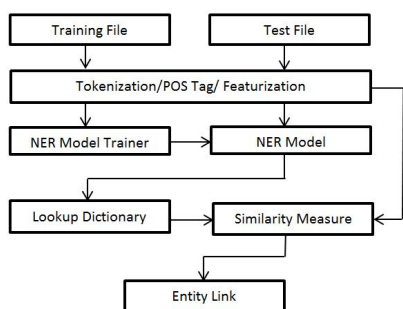 Training File
Test File
Tokenization/POS Tag/ Featurization
NER Model Trainer
NER Model
Lookup Dictionary
Similarity Measure
Entity Link